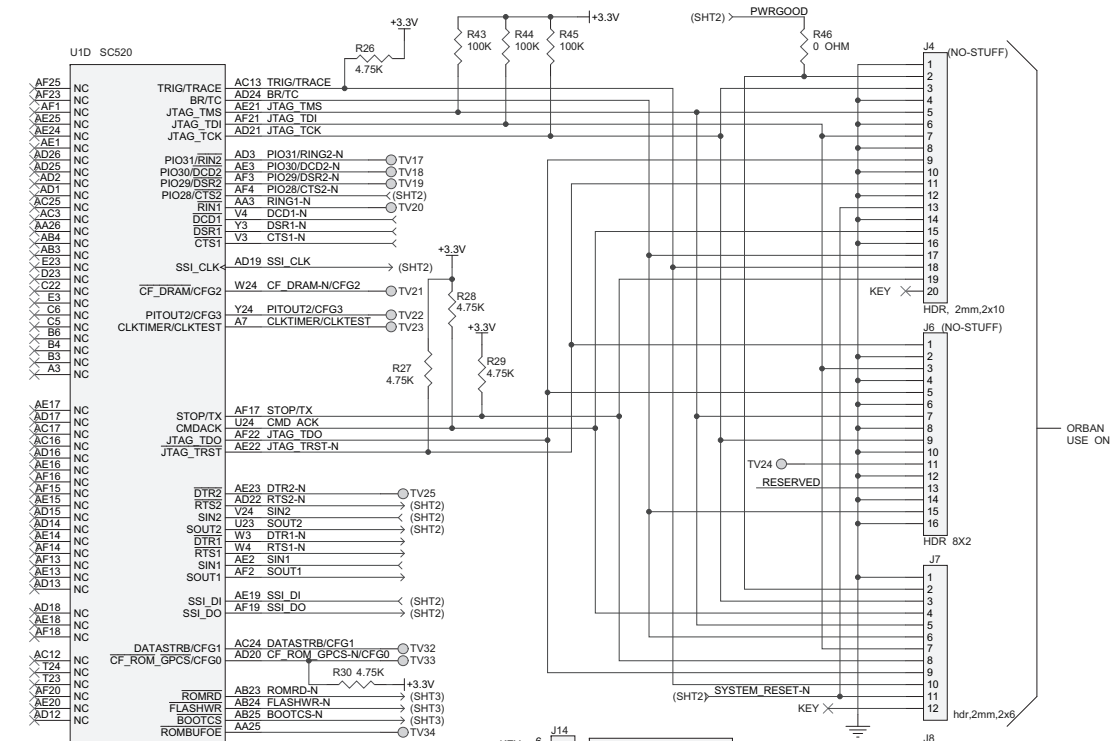 U1D SC520
AF25 NC
AF23 NC
AF1 NC
AE25 NC
AE24 NC
AE1 NC
AD26 NC
AD25 NC
AD2 NC
AD1 NC
AC25 NC
AC3 NC
AA26 NC
AB4 NC
AB3 NC
E23 NC
D23 NC
C22 NC
E3 NC
C6 NC
C5 NC
B6 NC
B4 NC
B3 NC
A3 NC
AE17 NC
AD17 NC
AC17 NC
AC16 NC
AD16 NC
AE16 NC
AF16 NC
AF15 NC
AE15 NC
AD15 NC
AD14 NC
AE14 NC
AF14 NC
AF13 NC
AE13 NC
AD13 NC
AD18 NC
AE18 NC
AF18 NC
AC12 NC
T24 NC
T23 NC
AF20 NC
AE20 NC
AD12 NC
TRIG/TRACE AC13 TRIG/TRACE
BR/TC AD24 BR/TC
JTAG_TMS AE21 JTAG_TMS
JTAG_TDI AF21 JTAG_TDI
JTAG_TCK AD21 JTAG_TCK
PIO31/RIN2 AD3 PIO31/RING2-N TV17
PIO30/DCD2 AE3 PIO30/DCD2-N TV18
PIO29/DSR2 AF3 PIO29/DSR2-N TV19
PIO28/CTS2 AF4 PIO28/CTS2-N (SHT2)
RIN1 AA3 RING1-N TV20
DCD1 V4 DCD1-N
DSR1 Y3 DSR1-N
CTS1 V3 CTS1-N
SSI_CLK AD19 SSI_CLK (SHT2)
CF_DRAM/CFG2 W24 CF_DRAM-N/CFG2 TV21
PITOUT2/CFG3 Y24 PITOUT2/CFG3 TV22
CLKTIMER/CLKTEST A7 CLKTIMER/CLKTEST TV23
STOP/TX AF17 STOP/TX
CMDACK U24 CMD_ACK
JTAG_TDO AF22 JTAG_TDO
JTAG_TRST AE22 JTAG_TRST-N
DTR2 AE23 DTR2-N TV25
RTS2 AD22 RTS2-N (SHT2)
SIN2 V24 SIN2 (SHT2)
SOUT2 U23 SOUT2 (SHT2)
DTR1 W3 DTR1-N
RTS1 W4 RTS1-N
SIN1 AE2 SIN1
SOUT1 AF2 SOUT1
SSI_DI AE19 SSI_DI (SHT2)
SSI_DO AF19 SSI_DO (SHT2)
DATASTRB/CFG1 AC24 DATASTRB/CFG1 TV32
CF_ROM_GPCS/CFG0 AD20 CF_ROM_GPCS-N/CFG0 TV33
R30 4.75K
+3.3V
ROMRD AB23 ROMRD-N (SHT3)
FLASHWR AB24 FLASHWR-N (SHT3)
BOOTCS AB25 BOOTCS-N (SHT3)
ROMBUFOE AA25 TV34
+3.3V
R26
4.75K
R43
100K
R44
100K
R45
100K
+3.3V
(SHT2) PWRGOOD
R46
0 OHM
+3.3V
R28
4.75K
+3.3V
R27
4.75K
R29
4.75K
J4 (NO-STUFF)
1
2
3
4
5
6
7
8
9
10
11
12
13
14
15
16
17
18
19
KEY 20
HDR, 2mm,2x10
J6 (NO-STUFF)
1
2
3
4
5
6
7
8
9
10
TV24 11
12
RESERVED 13
14
15
16
HDR 8X2
J7
1
2
3
4
5
6
7
8
9
10
(SHT2) SYSTEM_RESET-N 11
KEY 12
hdr,2mm,2x6
ORBAN
USE ON
J14
6
J8